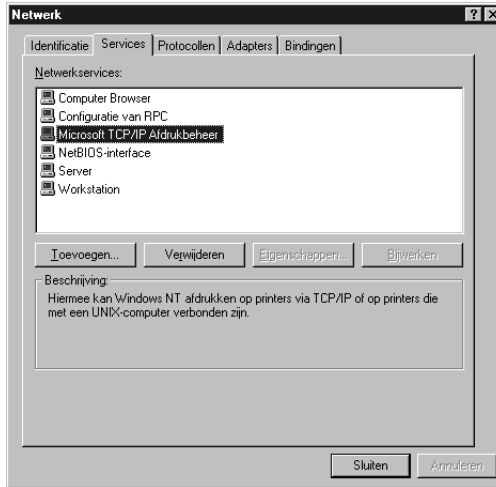 Netwerk
Identificatie Services Protocollen Adapters Bindingen
Netwerkservices:
Computer Browser
Configuratie van RPC
Microsoft TCP/IP Afdrukbeheer
NetBIOS-interface
Server
Workstation
Toevoegen... Verwijderen Eigenschappen... Bijwerken
Beschrijving:
Hiermee kan Windows NT afdrukken op printers via TCP/IP of op printers die
met een UNIX-computer verbonden zijn.
Sluiten Annuleren